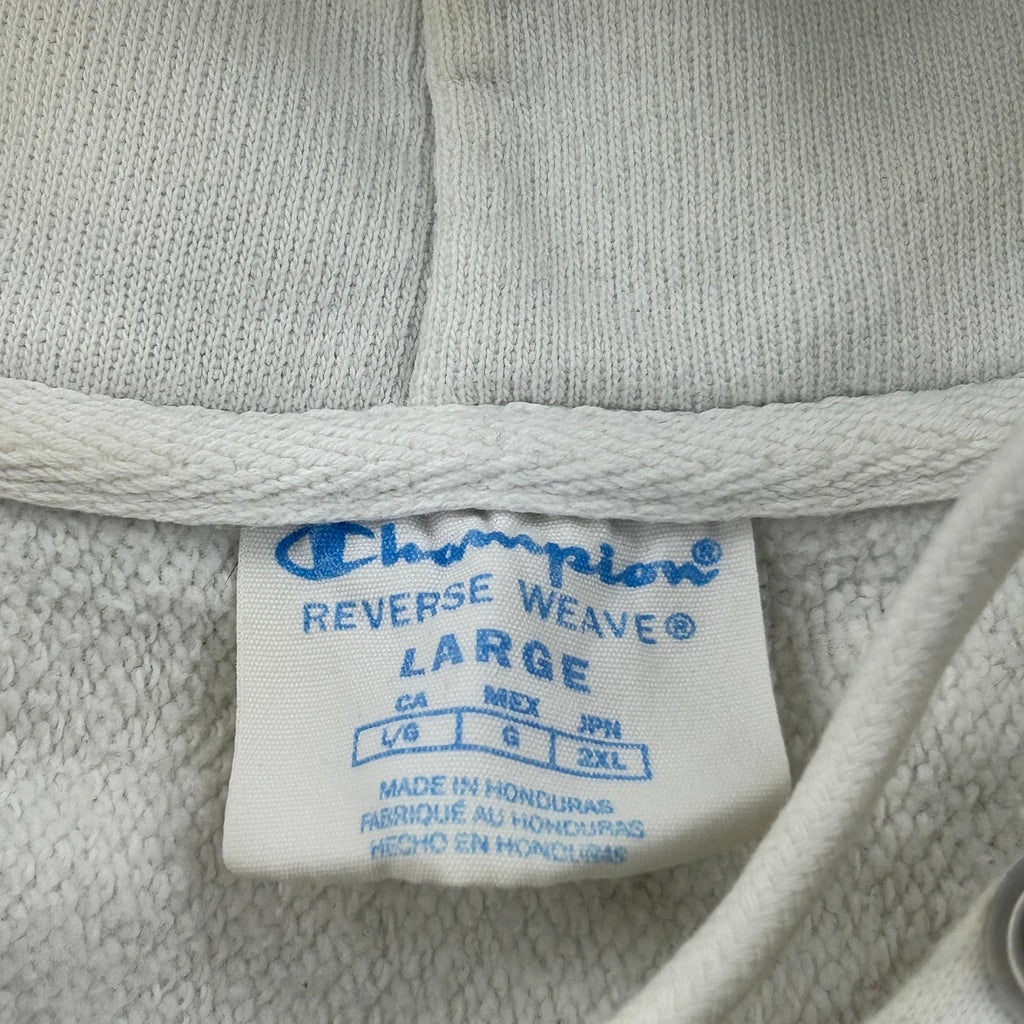 Champion®
REVERSE WEAVE®
LARGE
CA MEX JPN
L/G G 2XL
MADE IN HONDURAS
FABRIQUÉ AU HONDURAS
HECHO EN HONDURAS